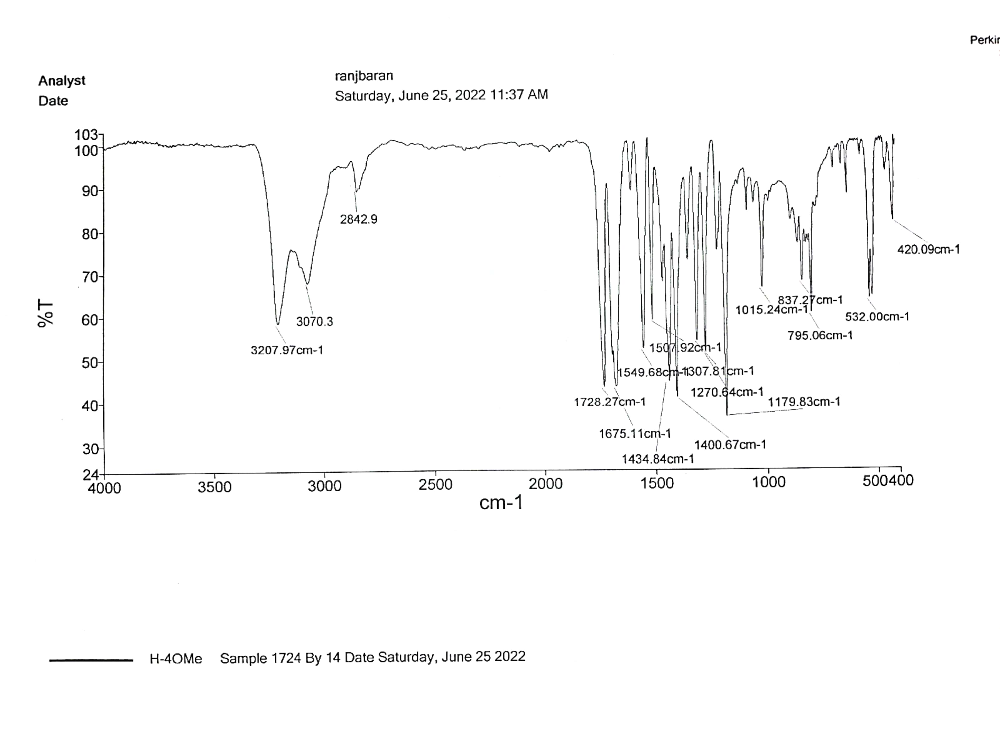 Perkin
Analyst ranjbaran
Date Saturday, June 25, 2022 11:37 AM
103
100
90
80
70
60
50
40
30
24
%T
2842.9
3070.3
3207.97cm-1
420.09cm-1
837.27cm-1
1015.24cm-1
532.00cm-1
795.06cm-1
1507.92cm-1
1549.68cm-1
1307.81cm-1
1270.64cm-1
1728.27cm-1
1179.83cm-1
1675.11cm-1
1400.67cm-1
1434.84cm-1
4000 3500 3000 2500 2000 1500 1000 500 400
cm-1
H-4OMe Sample 1724 By 14 Date Saturday, June 25 2022